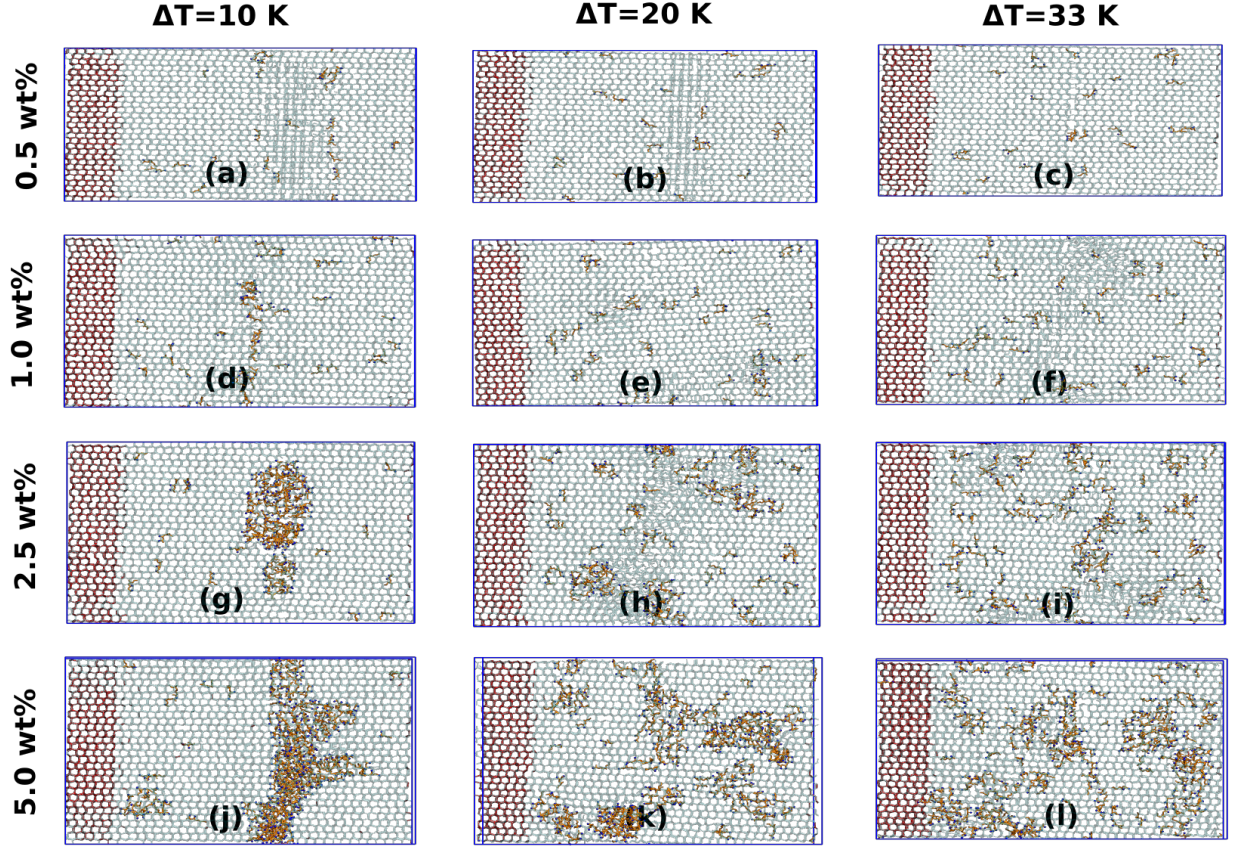 ΔT=10 K ΔT=20 K ΔT=33 K
0.5 wt%
(a) (b) (c)
1.0 wt%
(d) (e) (f)
2.5 wt%
(g) (h) (i)
5.0 wt%
(j) (k) (l)